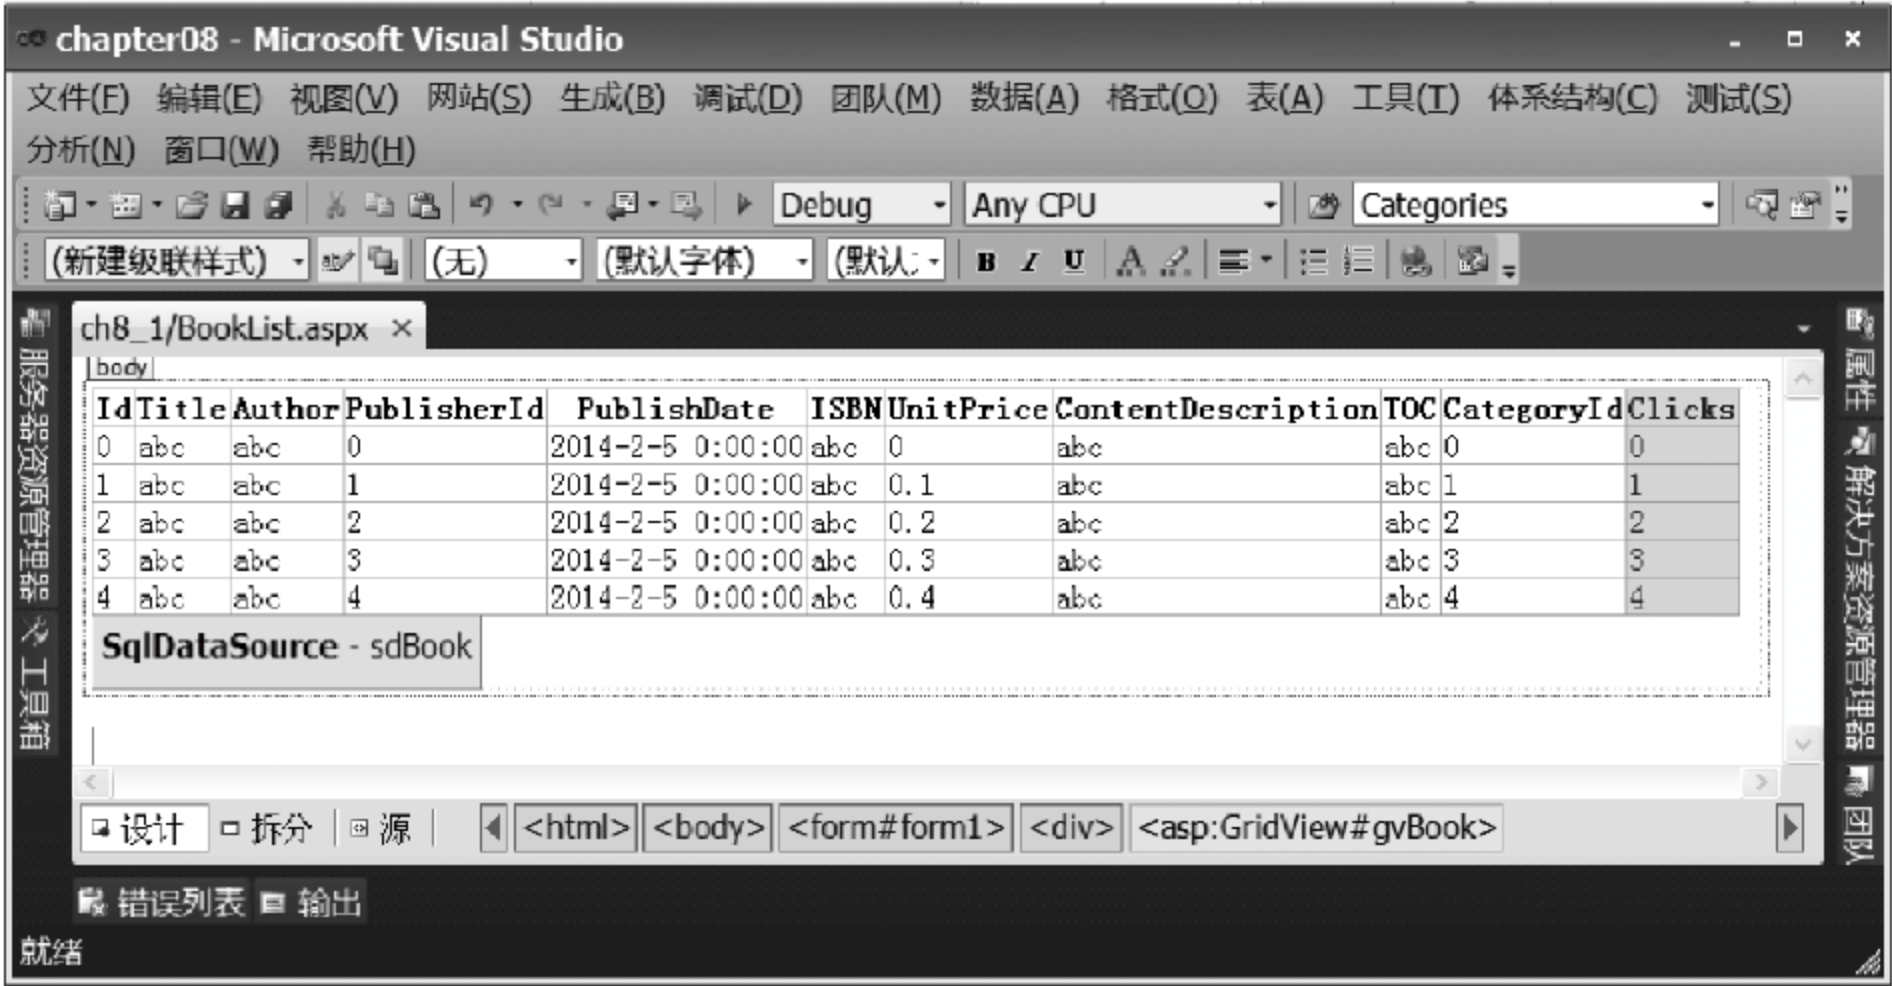 chapter08 - Microsoft Visual Studio
文件(F) 编辑(E) 视图(V) 网站(S) 生成(B) 调试(D) 团队(M) 数据(A) 格式(O) 表(A) 工具(T) 体系结构(C) 测试(S)
分析(N) 窗口(W) 帮助(H)
Debug Any CPU Categories
(新建级联样式) (无) (默认字体) (默认 B I U A
服务器资源管理器
工具箱
ch8_1/BookList.aspx ×
body
Id Title Author PublisherId PublishDate ISBN UnitPrice ContentDescription TOC CategoryId Clicks
0 abc abc 0 2014-2-5 0:00:00 abc 0 abc abc 0 0
1 abc abc 1 2014-2-5 0:00:00 abc 0.1 abc abc 1 1
2 abc abc 2 2014-2-5 0:00:00 abc 0.2 abc abc 2 2
3 abc abc 3 2014-2-5 0:00:00 abc 0.3 abc abc 3 3
4 abc abc 4 2014-2-5 0:00:00 abc 0.4 abc abc 4 4
SqlDataSource - sdBook
设计 拆分 源 <html> <body> <form#form1> <div> <asp:GridView#gvBook>
属性
解决方案资源管理器
团队
错误列表 输出
就绪